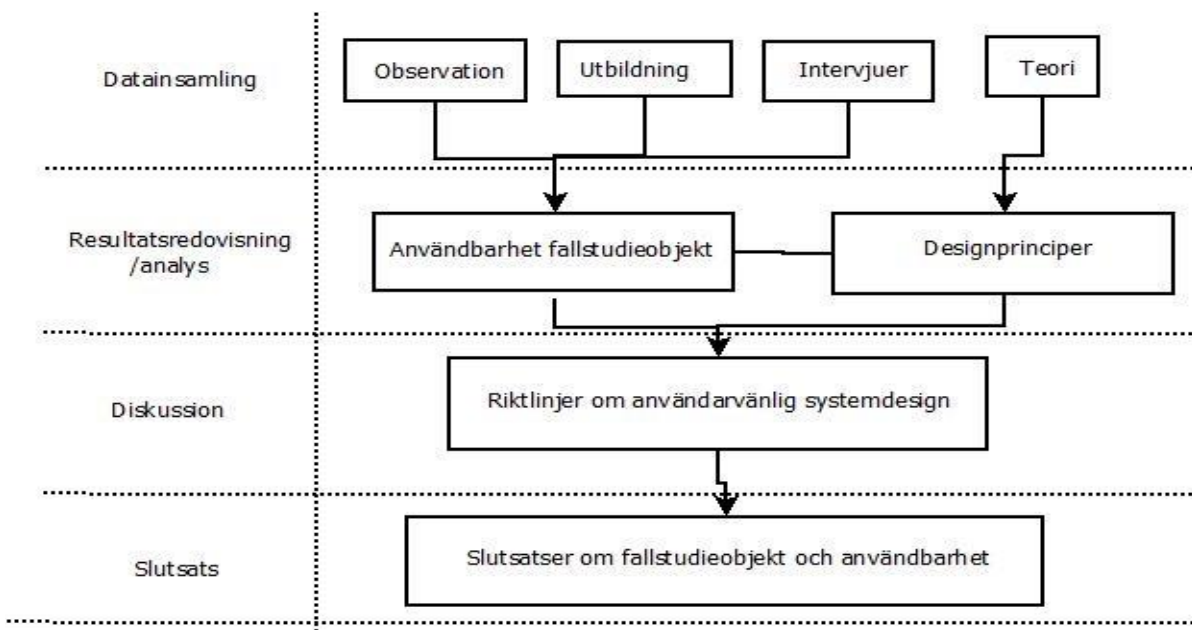 Datainsamling
Observation
Utbildning
Intervjuer
Teori
Resultatsredovisning
/analys
Användbarhet fallstudieobjekt
Designprinciper
Diskussion
Riktlinjer om användarvänlig systemdesign
Slutsats
Slutsatser om fallstudieobjekt och användbarhet